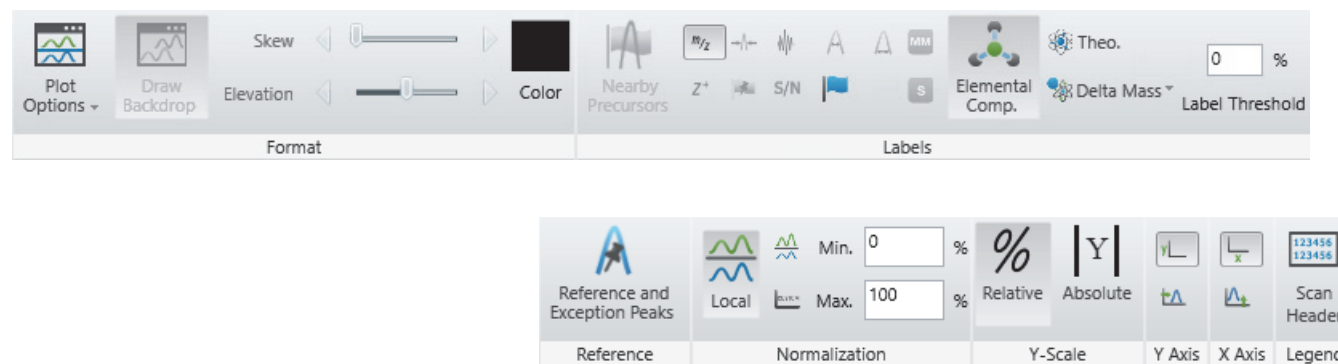 Plot
Options
Draw
Backdrop
Skew
Elevation
Color
Format
Nearby
Precursors
m/z
Z+
S/N
MM
S
Elemental
Comp.
Theo.
Delta Mass
0 %
Label Threshold
Labels
Reference and
Exception Peaks
Reference
Local
Min. 0 %
Max. 100 %
Normalization
%
Relative
|Y|
Absolute
Y-Scale
y
Y Axis
x
X Axis
123456
123456
Scan
Header
Legend